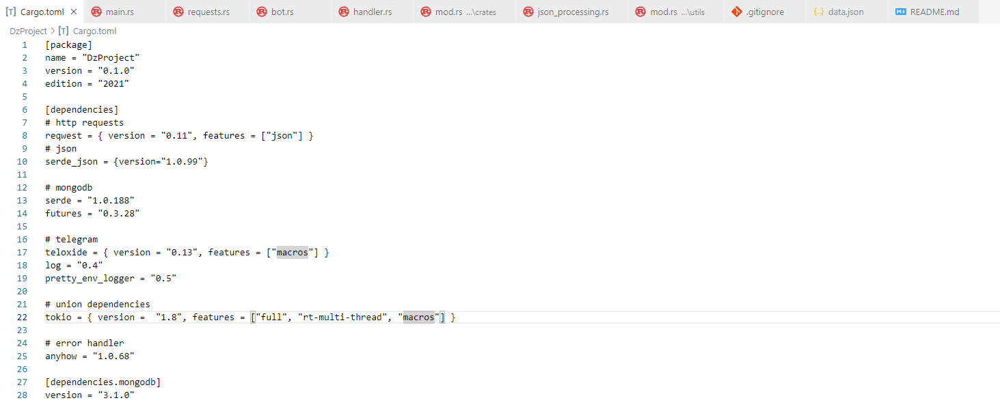 [T] Cargo.toml × main.rs requests.rs bot.rs handler.rs mod.rs ...\crates json_processing.rs mod.rs ...\utils .gitignore {..} data.json README.md
DzProject > [T] Cargo.toml
1 [package]
2 name = "DzProject"
3 version = "0.1.0"
4 edition = "2021"
5
6 [dependencies]
7 # http requests
8 reqwest = { version = "0.11", features = ["json"] }
9 # json
10 serde_json = {version="1.0.99"}
11
12 # mongodb
13 serde = "1.0.188"
14 futures = "0.3.28"
15
16 # telegram
17 teloxide = { version = "0.13", features = ["macros"] }
18 log = "0.4"
19 pretty_env_logger = "0.5"
20
21 # union dependencies
22 tokio = { version =  "1.8", features = ["full", "rt-multi-thread", "macros"] }
23
24 # error handler
25 anyhow = "1.0.68"
26
27 [dependencies.mongodb]
28 version = "3.1.0"